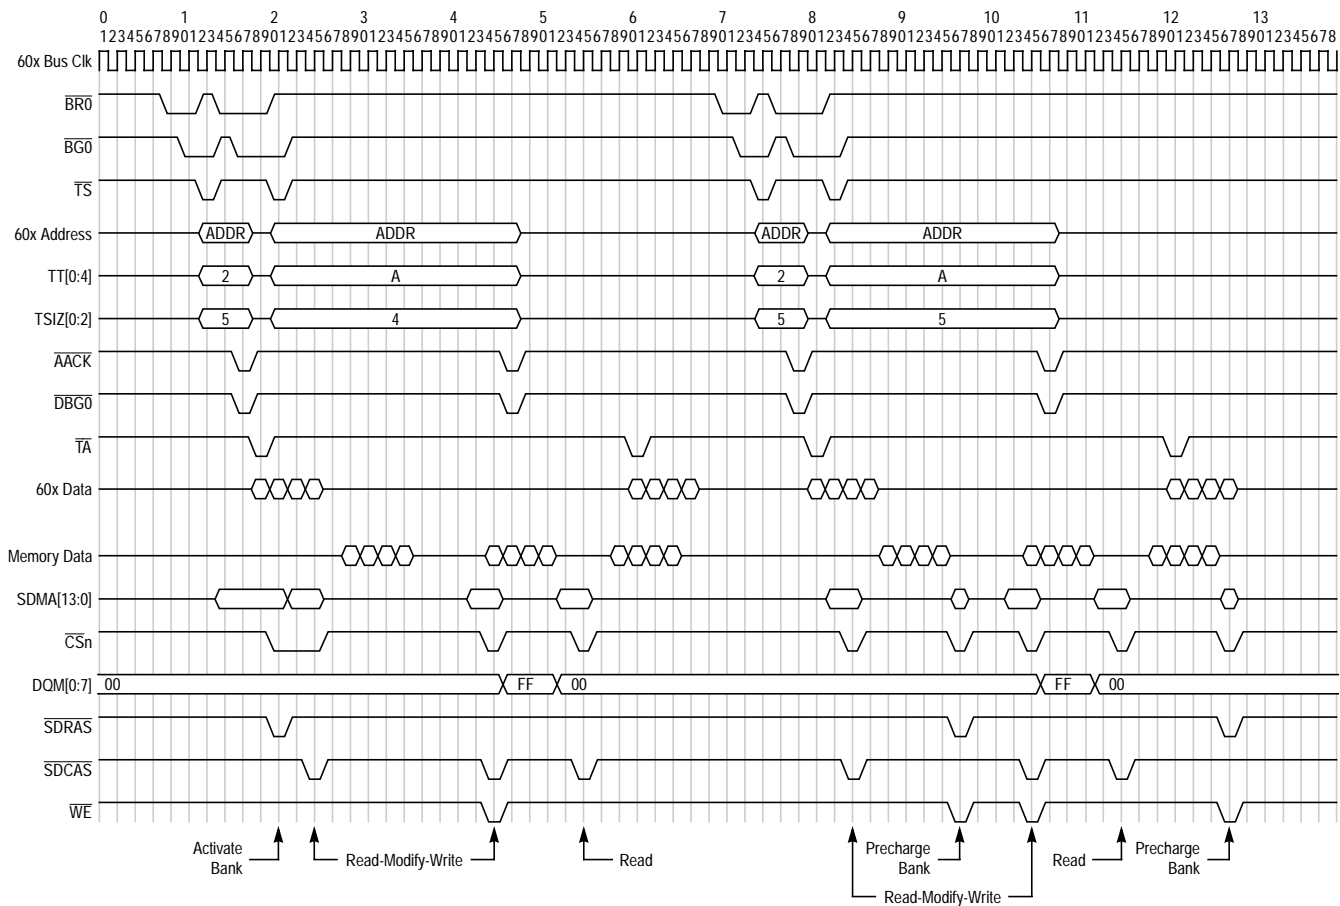 0 1 2 3 4 5 6 7 8 9 10 11 12 13
123456789012345678901234567890123456789012345678901234567890123456789012345678901234567890123456789012345678901234567890123456789012345678
60x Bus Clk
BR0
BG0
TS
60x Address ADDR ADDR ADDR ADDR
TT[0:4] 2 A 2 A
TSIZ[0:2] 5 4 5 5
AACK
DBG0
TA
60x Data
Memory Data
SDMA[13:0]
CSn
DQM[0:7] 00 FF 00 FF 00
SDRAS
SDCAS
WE
Activate
Bank
Read-Modify-Write
Read
Precharge
Bank
Read-Modify-Write
Read
Precharge
Bank